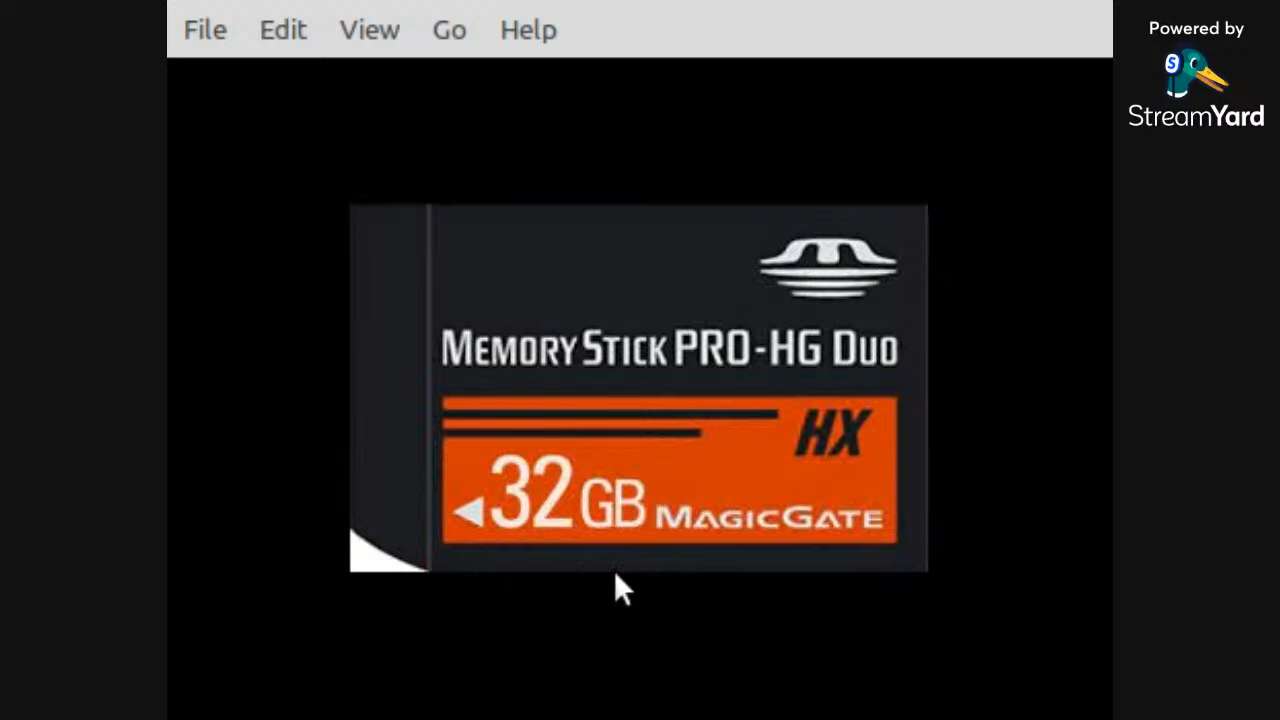 File Edit View Go Help
Powered by
S
StreamYard
MEMORY STICK PRO-HG DUO
HX
32GB MAGICGATE